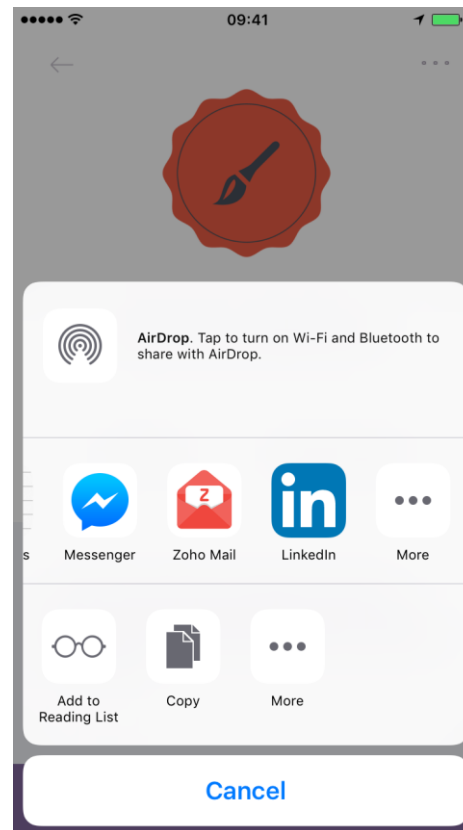 09:41
AirDrop. Tap to turn on Wi-Fi and Bluetooth to
share with AirDrop.
Z
in
s
Messenger
Zoho Mail
LinkedIn
More
Add to
Reading List
Copy
More
Cancel